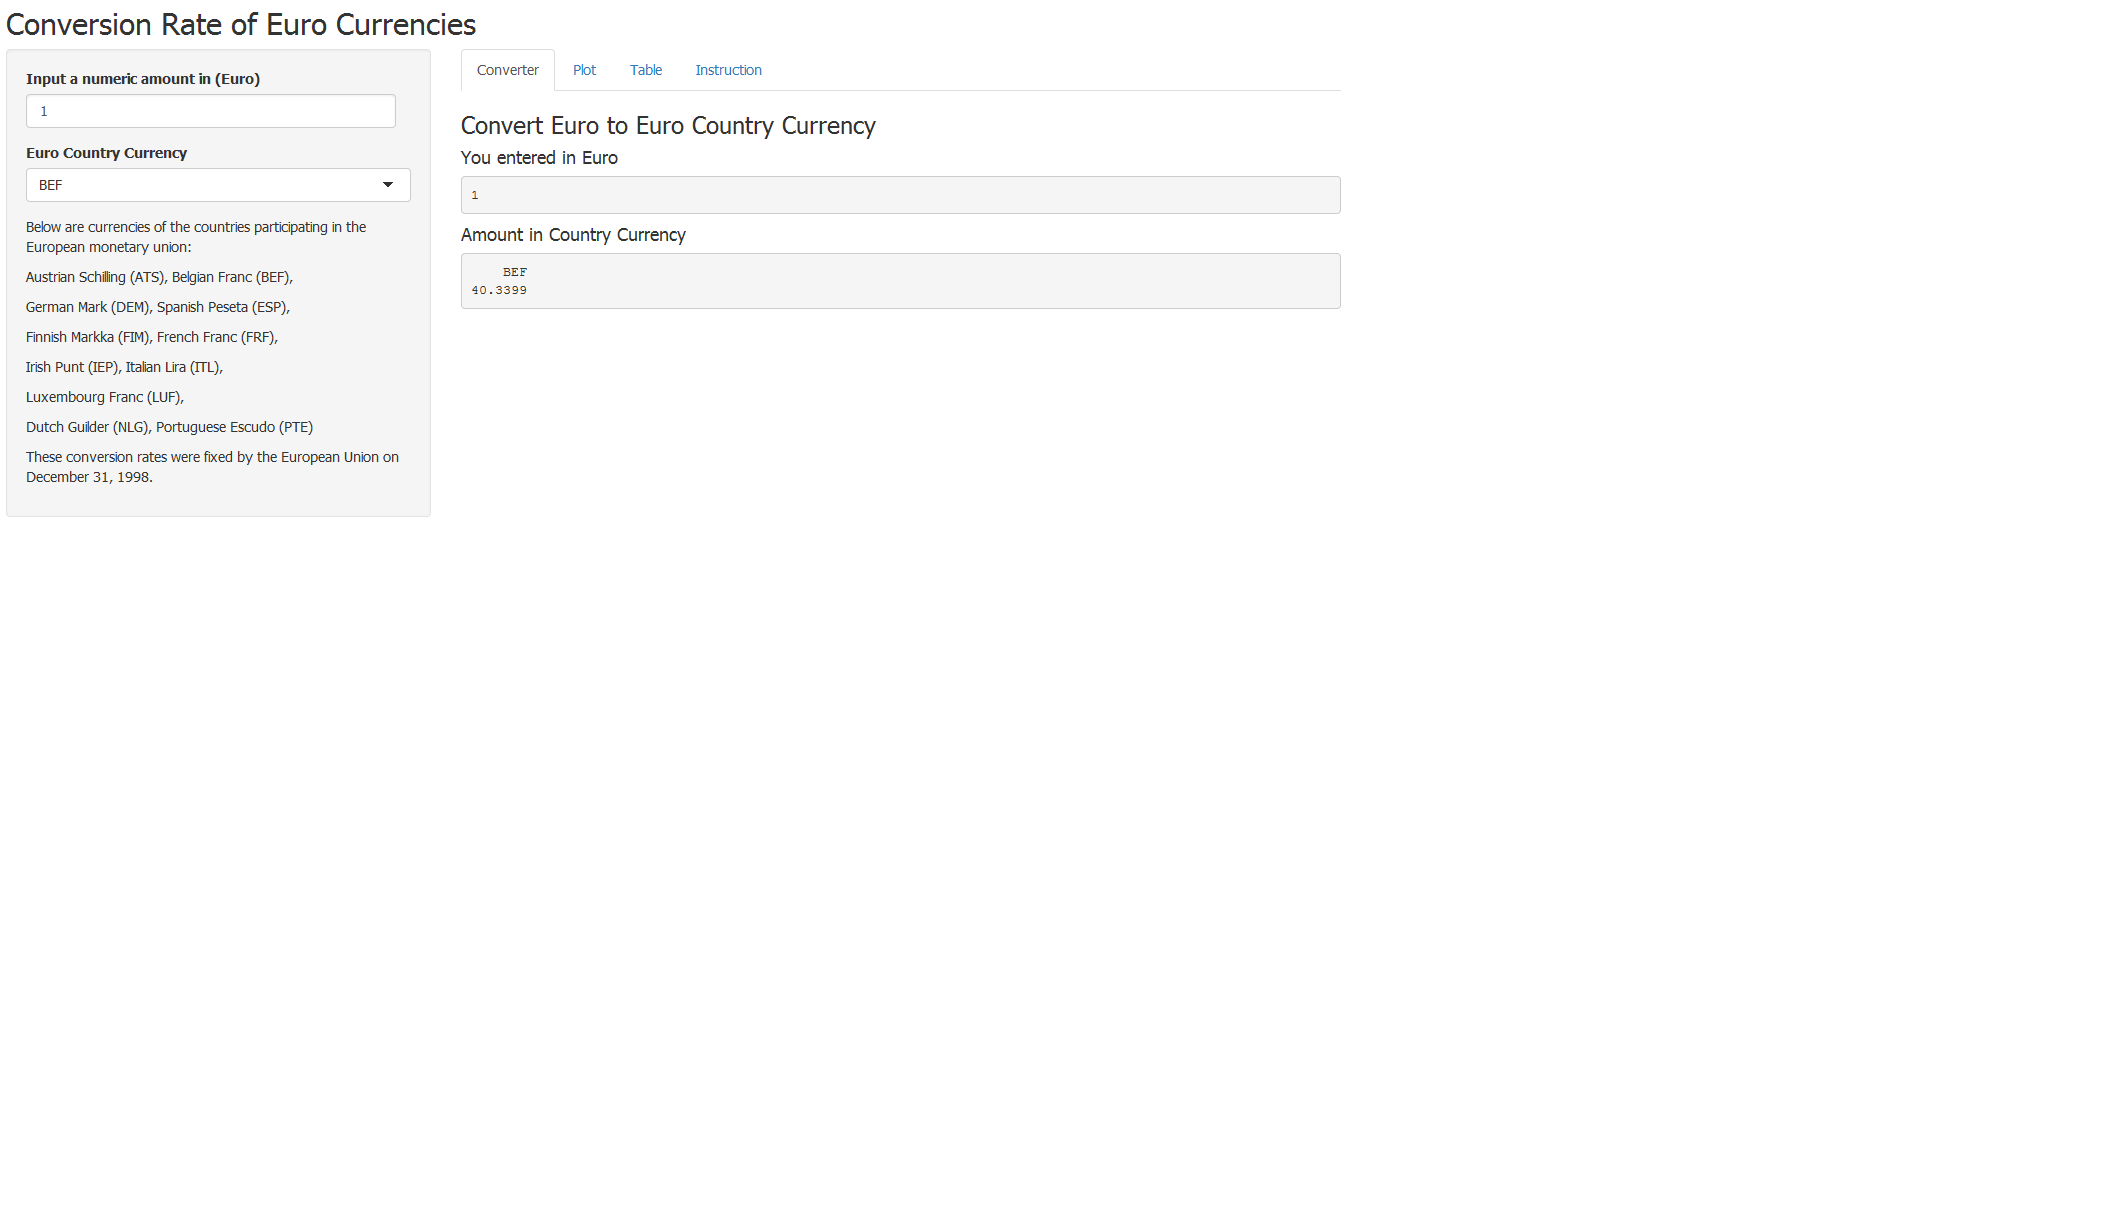 Conversion Rate of Euro Currencies
Input a numeric amount in (Euro)
1
Euro Country Currency
BEF
Below are currencies of the countries participating in the
European monetary union:
Austrian Schilling (ATS), Belgian Franc (BEF),
German Mark (DEM), Spanish Peseta (ESP),
Finnish Markka (FIM), French Franc (FRF),
Irish Punt (IEP), Italian Lira (ITL),
Luxembourg Franc (LUF),
Dutch Guilder (NLG), Portuguese Escudo (PTE)
These conversion rates were fixed by the European Union on
December 31, 1998.
Converter Plot Table Instruction
Convert Euro to Euro Country Currency
You entered in Euro
1
Amount in Country Currency
BEF
40.3399